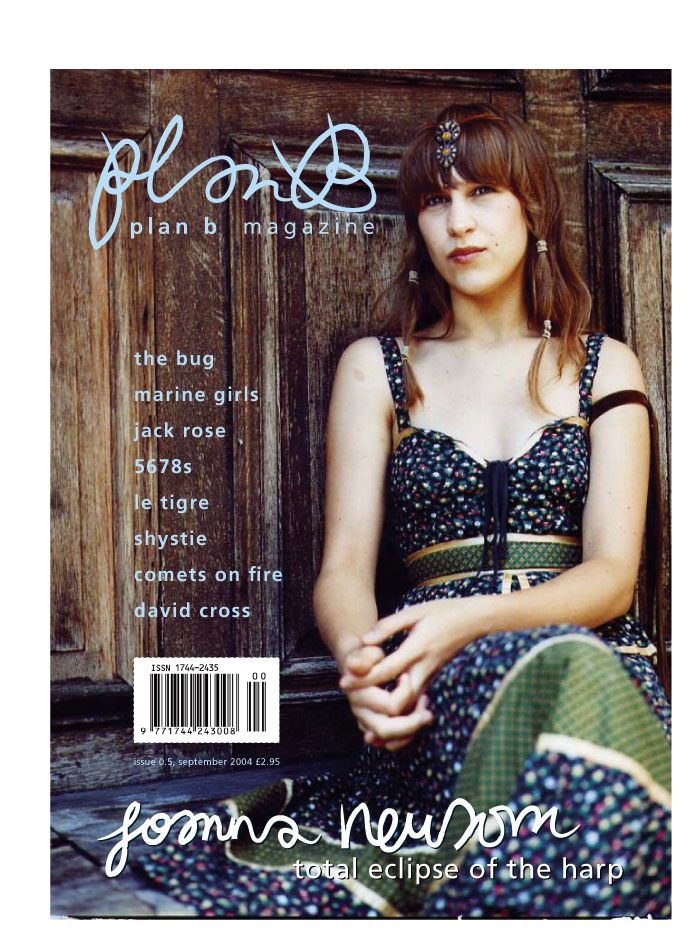 plan B
plan b magazine
the bug
marine girls
jack rose
5678s
le tigre
shystie
comets on fire
david cross
ISSN 1744-2435
00
9 771744 243008
issue 0.5, september 2004 £2.95
joanna newsom
total eclipse of the harp